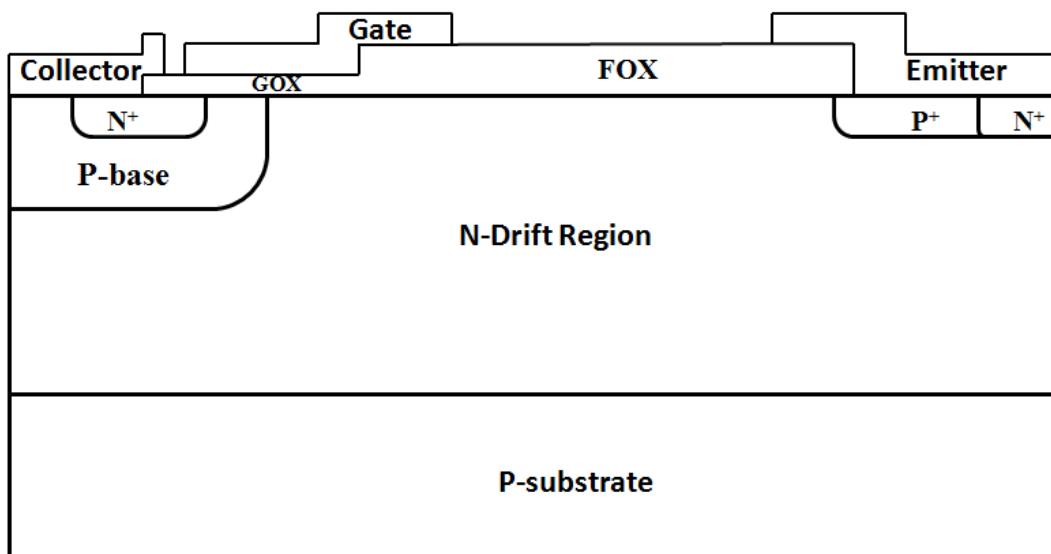 Gate
Collector
GOX
FOX
Emitter
N+
P+
N+
P-base
N-Drift Region
P-substrate